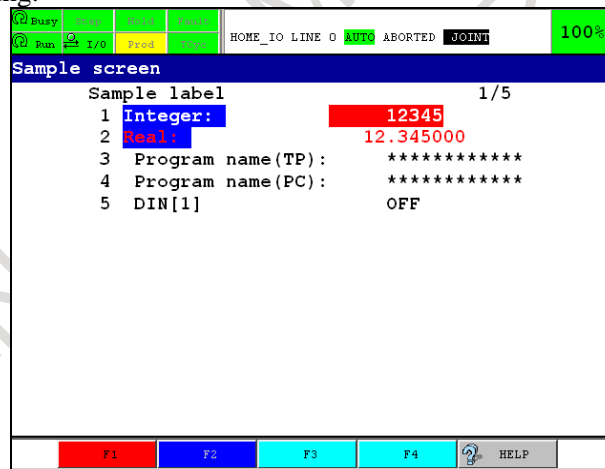 ng.
Busy Step Hold Fault
Run I/O Prod TCyc
HOME_IO LINE 0 AUTO ABORTED JOINT
100%
Sample screen
Sample label 1/5
1 Integer: 12345
2 Real: 12.345000
3 Program name(TP): ************
4 Program name(PC): ************
5 DIN[1] OFF
F1 F2 F3 F4 HELP